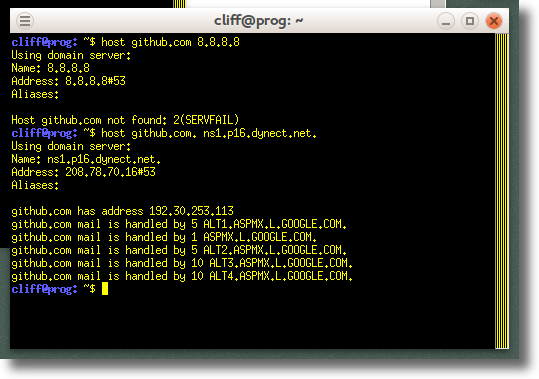 cliff@prog: ~
cliff@prog: ~$ host github.com 8.8.8.8
Using domain server:
Name: 8.8.8.8
Address: 8.8.8.8#53
Aliases:
Host github.com not found: 2(SERVFAIL)
cliff@prog: ~$ host github.com. ns1.p16.dynect.net.
Using domain server:
Name: ns1.p16.dynect.net.
Address: 208.78.70.16#53
Aliases:
github.com has address 192.30.253.113
github.com mail is handled by 5 ALT1.ASPMX.L.GOOGLE.COM.
github.com mail is handled by 1 ASPMX.L.GOOGLE.COM.
github.com mail is handled by 5 ALT2.ASPMX.L.GOOGLE.COM.
github.com mail is handled by 10 ALT3.ASPMX.L.GOOGLE.COM.
github.com mail is handled by 10 ALT4.ASPMX.L.GOOGLE.COM.
cliff@prog: ~$